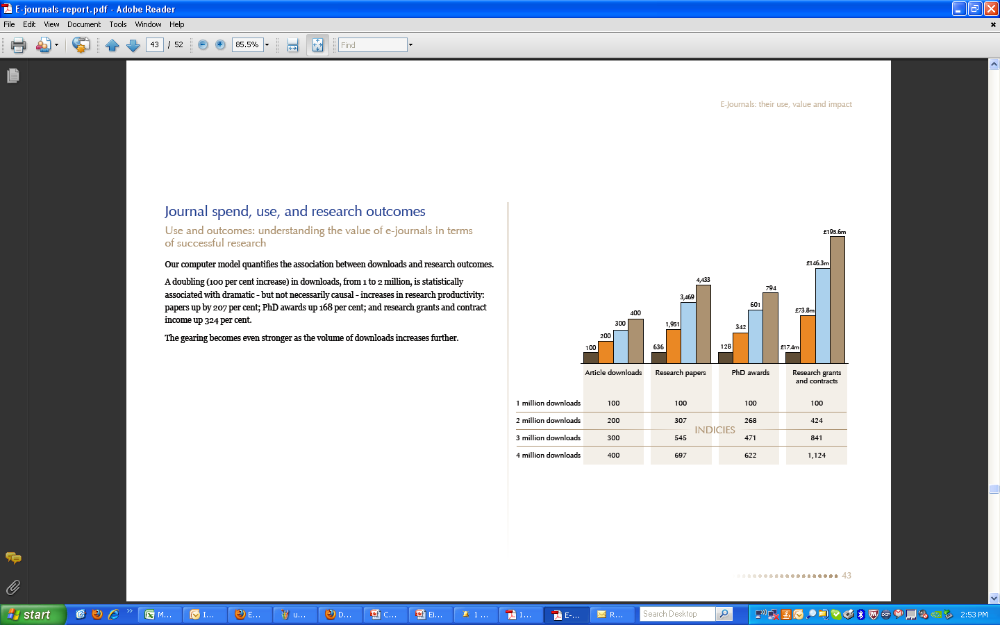 E-journals-report.pdf - Adobe Reader
File Edit View Document Tools Window Help
43 / 52 85.5% Find
E-Journals: their use, value and impact
Journal spend, use, and research outcomes
Use and outcomes: understanding the value of e-journals in terms
of successful research
Our computer model quantifies the association between downloads and research outcomes.
A doubling (100 per cent increase) in downloads, from 1 to 2 million, is statistically
associated with dramatic - but not necessarily causal - increases in research productivity:
papers up by 207 per cent; PhD awards up 168 per cent; and research grants and contract
income up 324 per cent.
The gearing becomes even stronger as the volume of downloads increases further.
100 200 300 400
636 1,951 3,469 4,433
128 342 601 794
£17.4m £73.8m £146.3m £195.6m
Article downloads Research papers PhD awards Research grants
and contracts
1 million downloads 100 100 100 100
2 million downloads 200 307 268 424
INDICIES
3 million downloads 300 545 471 841
4 million downloads 400 697 622 1,124
43
start M... I... E... u... D... C... Ei... 1 ... 1... E-... R... Search Desktop 2:53 PM